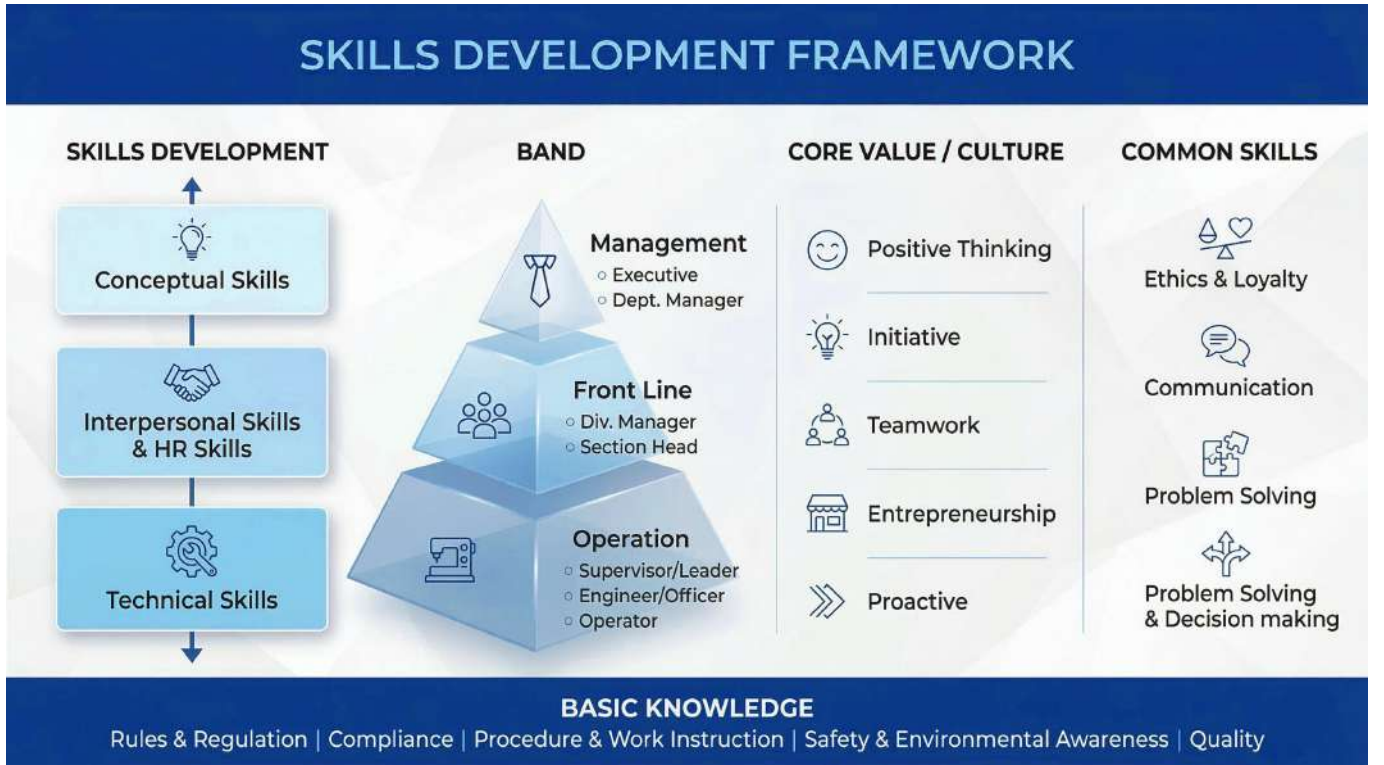 SKILLS DEVELOPMENT FRAMEWORK
SKILLS DEVELOPMENT
Conceptual Skills
Interpersonal Skills
& HR Skills
Technical Skills
BAND
Management
Executive
Dept. Manager
Front Line
Div. Manager
Section Head
Operation
Supervisor/Leader
Engineer/Officer
Operator
CORE VALUE / CULTURE
Positive Thinking
Initiative
Teamwork
Entrepreneurship
Proactive
COMMON SKILLS
Ethics & Loyalty
Communication
Problem Solving
Problem Solving
& Decision making
BASIC KNOWLEDGE
Rules & Regulation | Compliance | Procedure & Work Instruction | Safety & Environmental Awareness | Quality